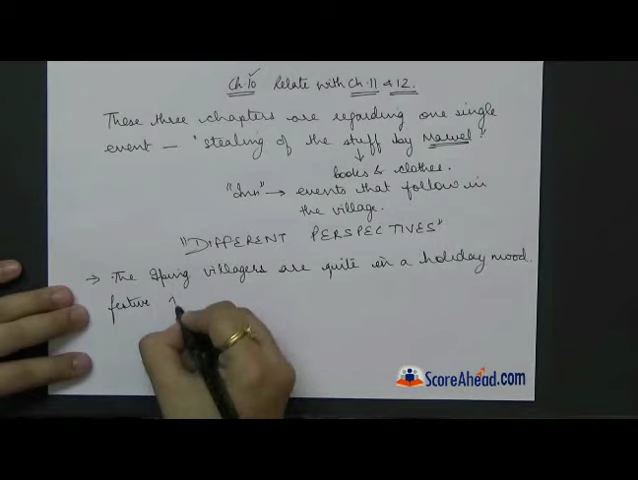 Ch.10 Relate with Ch.11 & 12.
These three chapters are regarding one single
event — 'Stealing of the stuff by Marvel'
books & clothes.
"Inn" → events that follow in
the village.
"DIFFERENT PERSPECTIVES"
→ The Iping villagers are quite in a holiday mood.
festive
ScoreAhead.com